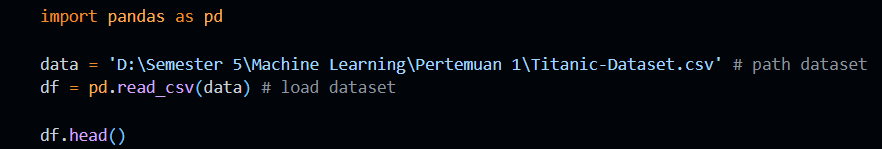 import pandas as pd
data = 'D:\Semester 5\Machine Learning\Pertemuan 1\Titanic-Dataset.csv' # path dataset
df = pd.read_csv(data) # load dataset
df.head()